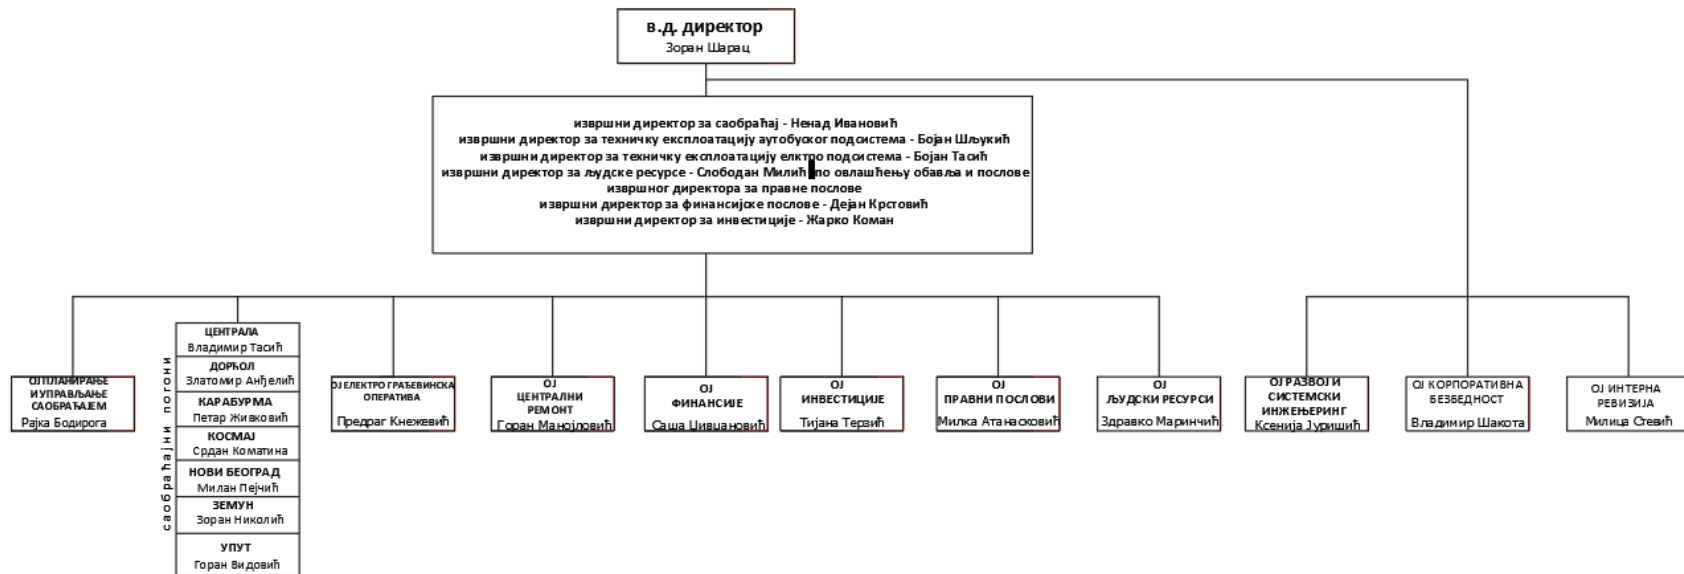 в.д. директор
Зоран Шарац
извршни директор за саобраћај - Ненад Ивановић
извршни директор за техничку експлоатацију аутобуског подсистема - Бојан Шљукић
извршни директор за техничку експлоатацију елктро подсистема - Бојан Тасић
извршни директор за људске ресурсе - Слободан Милић по овлашћењу обавља и послове
извршног директора за правне послове
извршни директор за финансијске послове - Дејан Крстовић
извршни директор за инвестиције - Жарко Коман
ОЈ ПЛАНИРАЊЕ
И УПРАВЉАЊЕ
САОБРАЋАЈЕМ
Рајка Бодирога
саобраћајни погони
ЦЕНТРАЛА
Владимир Тасић
ДОРЋОЛ
Златомир Анђелић
КАРАБУРМА
Петар Живковић
КОСМАЈ
Срдан Коматина
НОВИ БЕОГРАД
Милан Пејчић
ЗЕМУН
Зоран Николић
УПУТ
Горан Видовић
ОЈ ЕЛЕКТРО ГРАЂЕВИНСКА
ОПЕРАТИВА
Предраг Кнежевић
ОЈ
ЦЕНТРАЛНИ
РЕМОНТ
Горан Манојловић
ОЈ
ФИНАНСИЈЕ
Саша Цивцановић
ОЈ
ИНВЕСТИЦИЈЕ
Тијана Терзић
ОЈ
ПРАВНИ ПОСЛОВИ
Милка Атанасковић
ОЈ
ЉУДСКИ РЕСУРСИ
Здравко Маринчић
ОЈ РАЗВОЈ И
СИСТЕМСКИ
ИНЖЕЊЕРИНГ
Ксенија Јуришић
ОЈ КОРПОРАТИВНА
БЕЗБЕДНОСТ
Владимир Шакота
ОЈ ИНТЕРНА
РЕВИЗИЈА
Милица Стевић